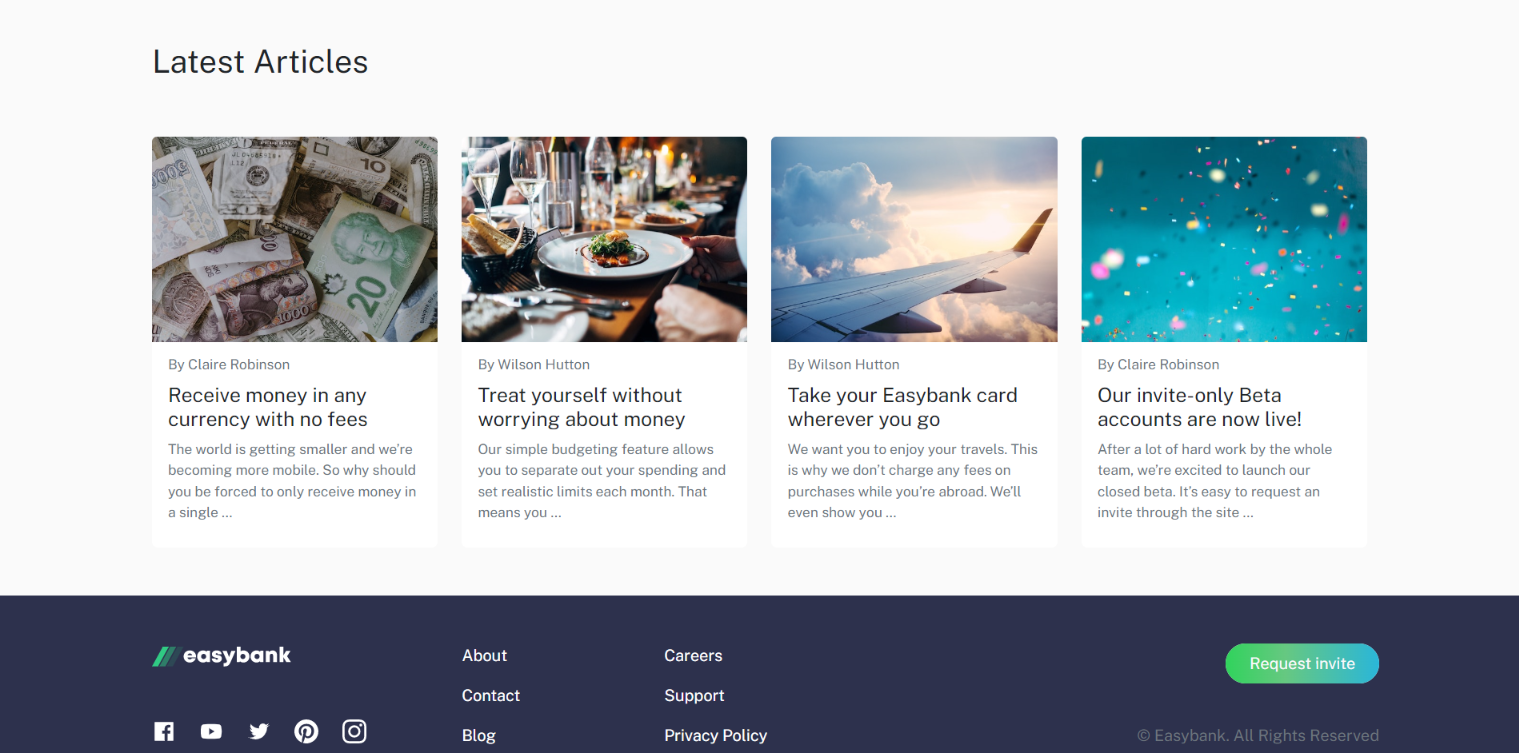 Latest Articles
By Claire Robinson
Receive money in any
currency with no fees
The world is getting smaller and we're
becoming more mobile. So why should
you be forced to only receive money in
a single ...
By Wilson Hutton
Treat yourself without
worrying about money
Our simple budgeting feature allows
you to separate out your spending and
set realistic limits each month. That
means you ...
By Wilson Hutton
Take your Easybank card
wherever you go
We want you to enjoy your travels. This
is why we don't charge any fees on
purchases while you're abroad. We'll
even show you ...
By Claire Robinson
Our invite-only Beta
accounts are now live!
After a lot of hard work by the whole
team, we're excited to launch our
closed beta. It's easy to request an
invite through the site ...
easybank
About
Contact
Blog
Careers
Support
Privacy Policy
Request invite
© Easybank. All Rights Reserved